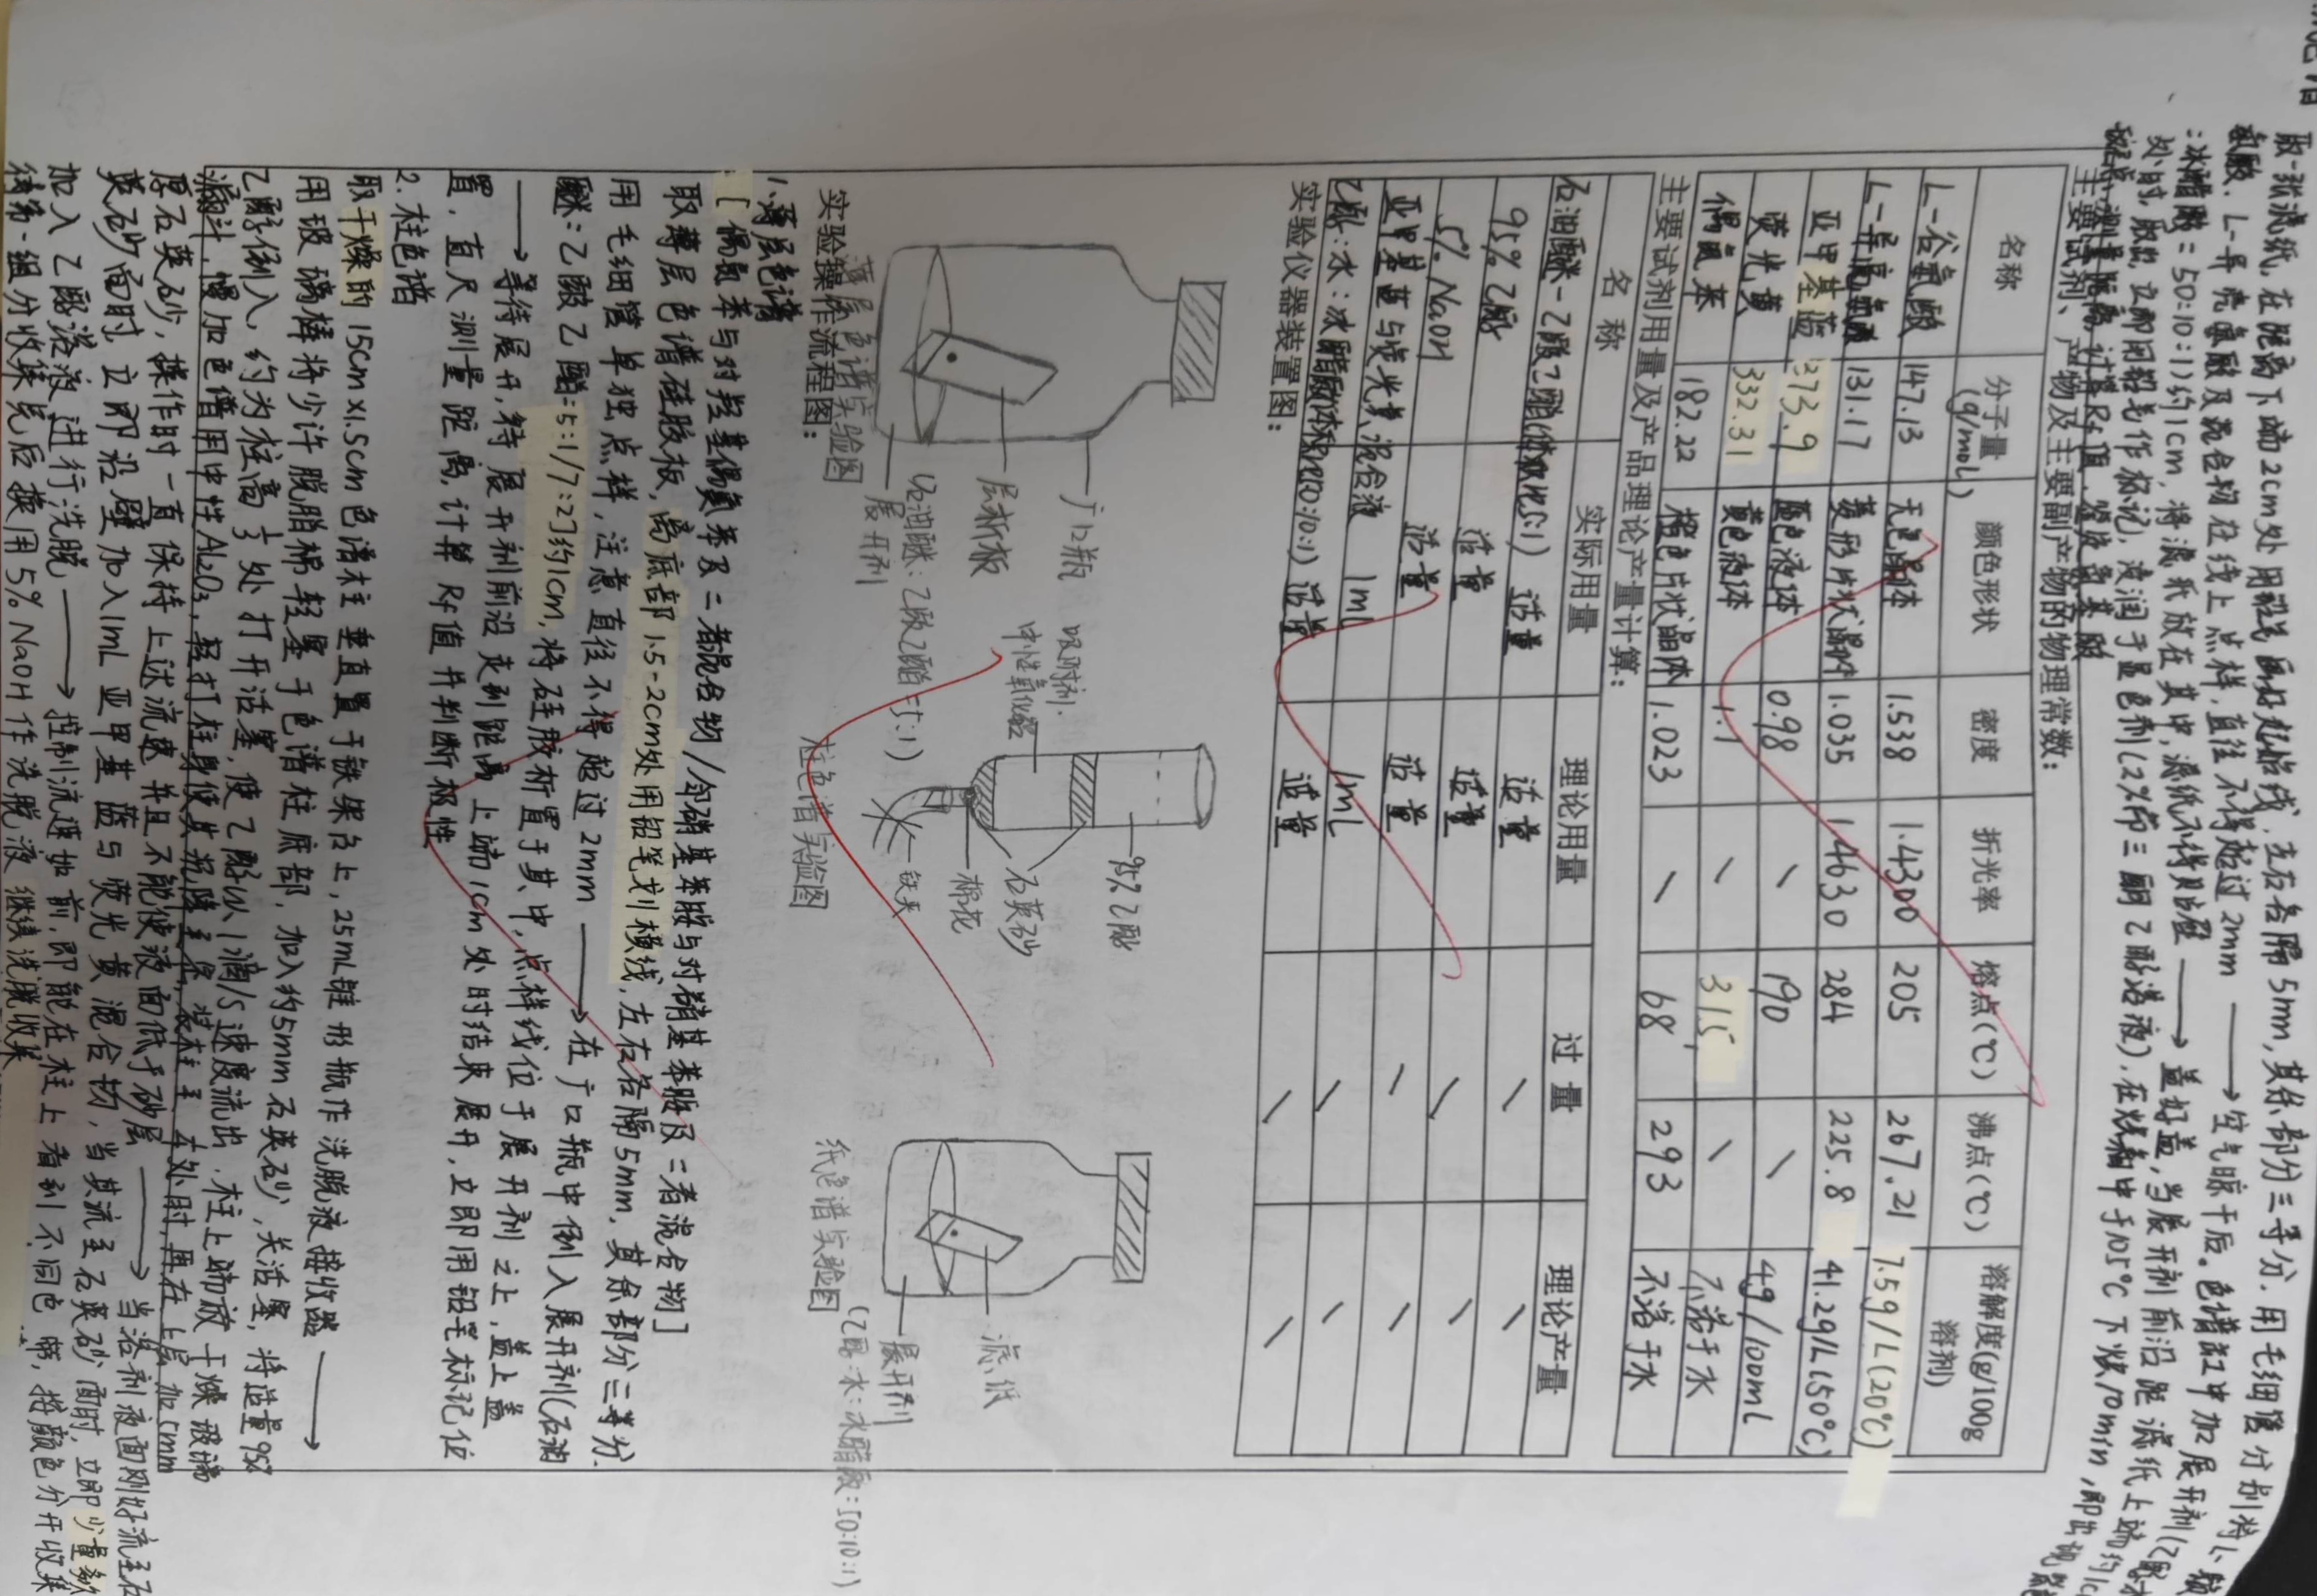 取一张滤纸,在距离下端2cm处用铅笔画好起始线,左右各隔5mm,其余部分三等分.用毛细管分别将L-
氨酸.L-异亮氨酸及混合物在线上点样,直径不得超过2mm ——→ 空气晾干后。色谱缸中加展开剂(乙醇:水
:冰醋酸=50:10:1)约1cm,将滤纸放在其中,滤纸不得贝占壁 ——→ 盖好盖,当展开剂前沿距滤纸上端约1c
处时,取出,立即用铅笔作标记,浸润于显色剂(2%茚三酮乙醇溶液),在烘箱中于105℃下烘10min,即出现
斑点.测量距离,计算Rf值,鉴定氨基酸
主要试剂、产物及主要副产物的物理常数:
名称 分子量(g/mol) 颜色形状 密度 折光率 熔点(℃) 沸点(℃) 溶解度(g/100g溶剂)
L-谷氨酸 147.13 无色晶体 1.538 1.4300 205 267.21 7.5g/L(20℃)
L-异亮氨酸 131.17 菱形片状晶体 1.035 1.4630 284 225.8 41.2g/L(50℃)
亚甲基蓝 373.9 蓝色液体 0.98 \ 190 \ 4g/100mL
荧光黄 332.31 黄色液体 1.1 \ 315 \ 不溶于水
偶氮苯 182.22 橙色片状晶体 1.023 \ 68 293 不溶于水
主要试剂用量及产品理论产量计算:
名称 实际用量 理论用量 过量 理论产量
石油醚-乙酸乙酯(体积比5:1) 适量 适量 \ \
95%乙醇 适量 适量 \ \
5%NaOH 适量 适量 \ \
亚甲基蓝与荧光黄混合液 1ml 1mL \ \
乙醇:水:冰醋酸(体积比50:10:1) 适量 适量 \ \
实验仪器装置图:
广口瓶
层析板
(石油醚:乙酸乙酯=5:1)
展开剂
薄层色谱实验图
吸附剂.
中性氧化铝
95%乙醇
石英砂
棉花
铁夹
柱色谱实验图
滤纸
展开剂
(乙醇:水:冰醋酸=50:10:1)
纸色谱实验图
实验操作流程图:
1.薄层色谱
[偶氮苯与对羟基偶氮苯及二者混合物/邻硝基苯胺与对硝基苯胺及二者混合物]
取薄层色谱硅胶板,离底部1.5-2cm处用铅笔划横线,左右各隔5mm,其余部分三等分.
用毛细管单独点样,注意直径不得超过2mm ——→ 在广口瓶中倒入展开剂(石油
醚:乙酸乙酯=5:1/7:2)约1cm,将硅胶析置于其中,点样线位于展开剂之上,盖上盖
——→ 等待展开,待展开剂前沿走到距离上端1cm处时结束展开,立即用铅笔标记位
置,直尺测量距离,计算Rf值并判断极性
2.柱色谱
取干燥的15cm×1.5cm色谱柱垂直置于铁架台上,25mL锥形瓶作洗脱液接收器 ——→
用玻璃棒将少许脱脂棉轻塞于色谱柱底部,加入约5mm石英砂,关活塞,将适量95%
乙醇倒入,约为柱高3/4处打开活塞,使乙醇以1滴/s速度流出,柱上端放干燥玻璃
漏斗,慢加色谱用中性Al₂O₃,轻打柱身使其沉降至紧,装柱至3/4处时,再在上层加5mm
厚石英砂,操作时一直保持上述流速,并且不能使液面低于砂层 ——→ 当溶剂液面刚好流至石
英砂面时,立即沿壁加入1mL亚甲基蓝与荧光黄混合物,当其流至石英砂面时,立即少量多次
加入乙醇溶液进行洗脱 ——→ 控制流速如前,即能在柱上看到不同色带,按颜色分开收集
待第一组分收集完后换用5%NaOH作洗脱液继续洗脱收集